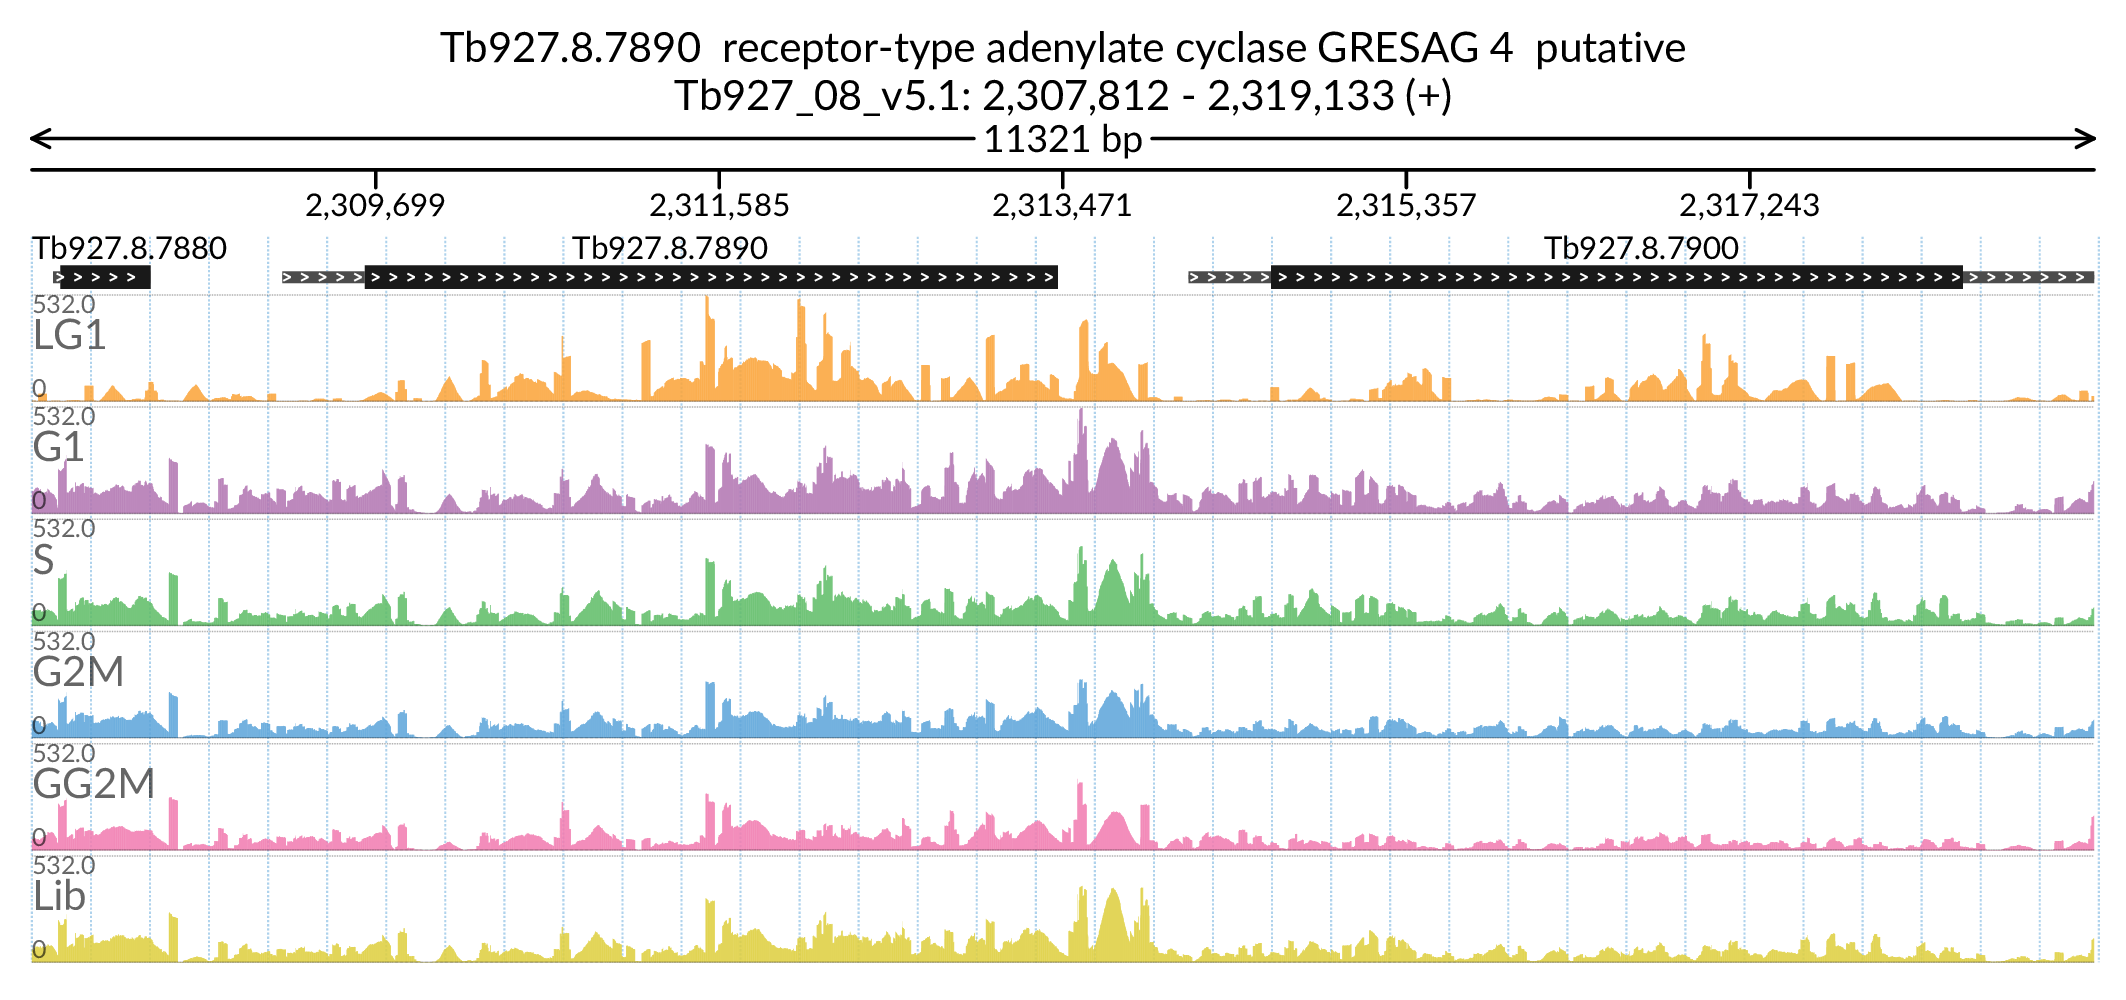 Tb927.8.7890  receptor-type adenylate cyclase GRESAG 4  putative
Tb927_08_v5.1: 2,307,812 - 2,319,133 (+)
11321 bp
2,309,699 2,311,585 2,313,471 2,315,357 2,317,243
Tb927.8.7880 Tb927.8.7890 Tb927.8.7900
532.0
LG1
0
532.0
G1
0
532.0
S
0
532.0
G2M
0
532.0
GG2M
0
532.0
Lib
0